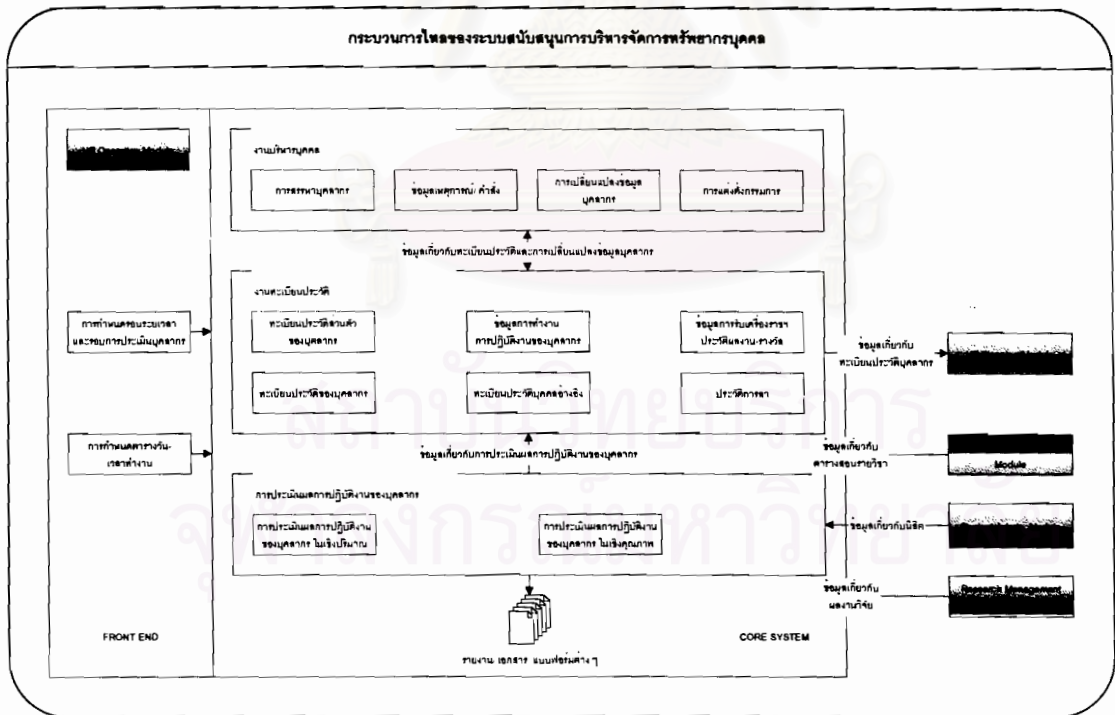 กระบวนการไหลของระบบสนับสนุนการบริหารจัดการทรัพยากรบุคคล
งานบริหารบุคคล
การสรรหาบุคลากร
ข้อมูลเหตุการณ์/ คำสั่ง
การเปลี่ยนแปลงข้อมูล
บุคลากร
การแต่งตั้งกรรมการ
ข้อมูลเกี่ยวกับทะเบียนประวัติและการเปลี่ยนแปลงข้อมูลบุคลากร
งานทะเบียนประวัติ
การกำหนดรอบระยะเวลา
และรอบการประเมินบุคลากร
ทะเบียนประวัติส่วนตัว
ของบุคลากร
ข้อมูลการทำงาน
การปฏิบัติงานของบุคลากร
ข้อมูลการรับเครื่องราชฯ
ประวัติผลงาน-รางวัล
ข้อมูลเกี่ยวกับ
ทะเบียนประวัติบุคลากร
ทะเบียนประวัติของบุคลากร
ทะเบียนประวัติบุคคลอ้างอิง
ประวัติการลา
สถาบันวิทยบริการ
การกำหนดตารางวัน-
เวลาทำงาน
ข้อมูลเกี่ยวกับการประเมินผลการปฏิบัติงานของบุคลากร
ข้อมูลเกี่ยวกับ
ตารางสอนรายวิชา
Module
การประเมินผลการปฏิบัติงานของบุคลากร
การประเมินผลการปฏิบัติงาน
ของบุคลากร ในเชิงปริมาณ
การประเมินผลการปฏิบัติงาน
ของบุคลากร ในเชิงคุณภาพ
ข้อมูลเกี่ยวกับนิสิต
จุฬาลงกรณ์มหาวิทยาลัย
ข้อมูลเกี่ยวกับ
ผลงานวิจัย
Research Management
FRONT END
CORE SYSTEM
รายงาน เอกสาร แบบฟอร์มต่าง ๆ